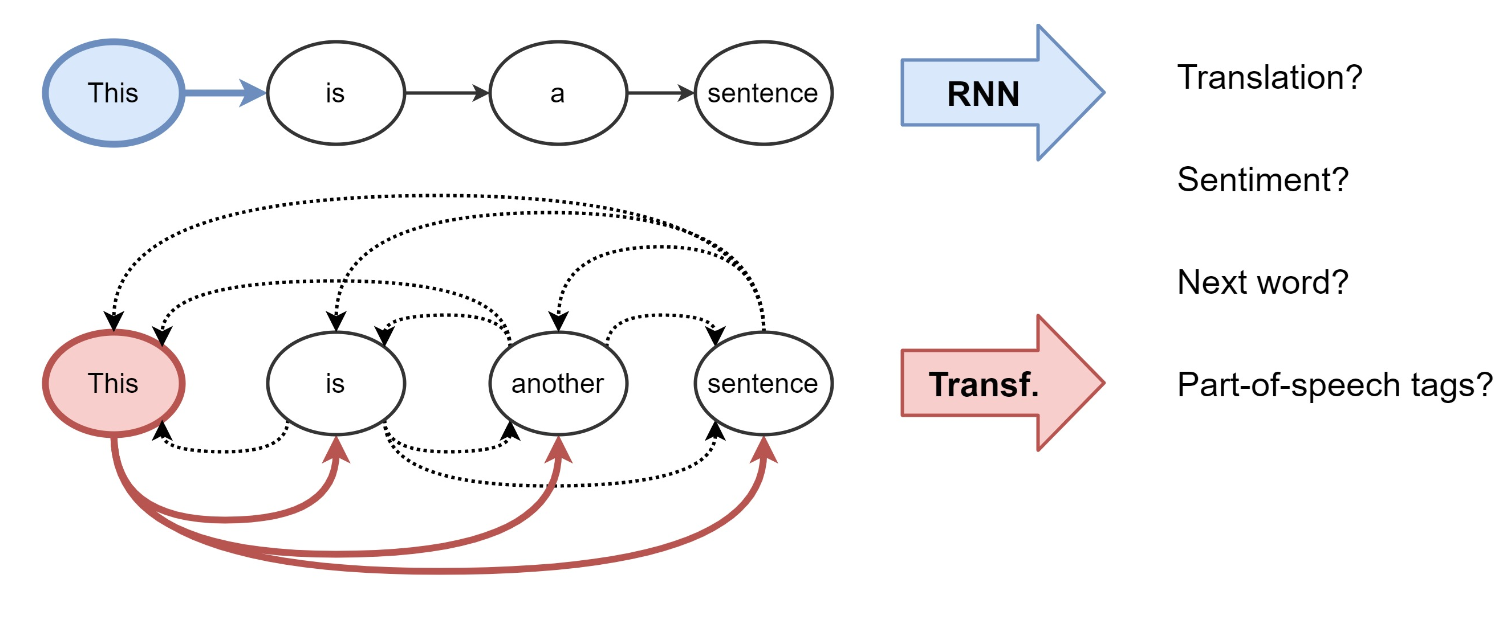 This is a sentence
RNN
Translation?
Sentiment?
Next word?
This is another sentence
Transf.
Part-of-speech tags?